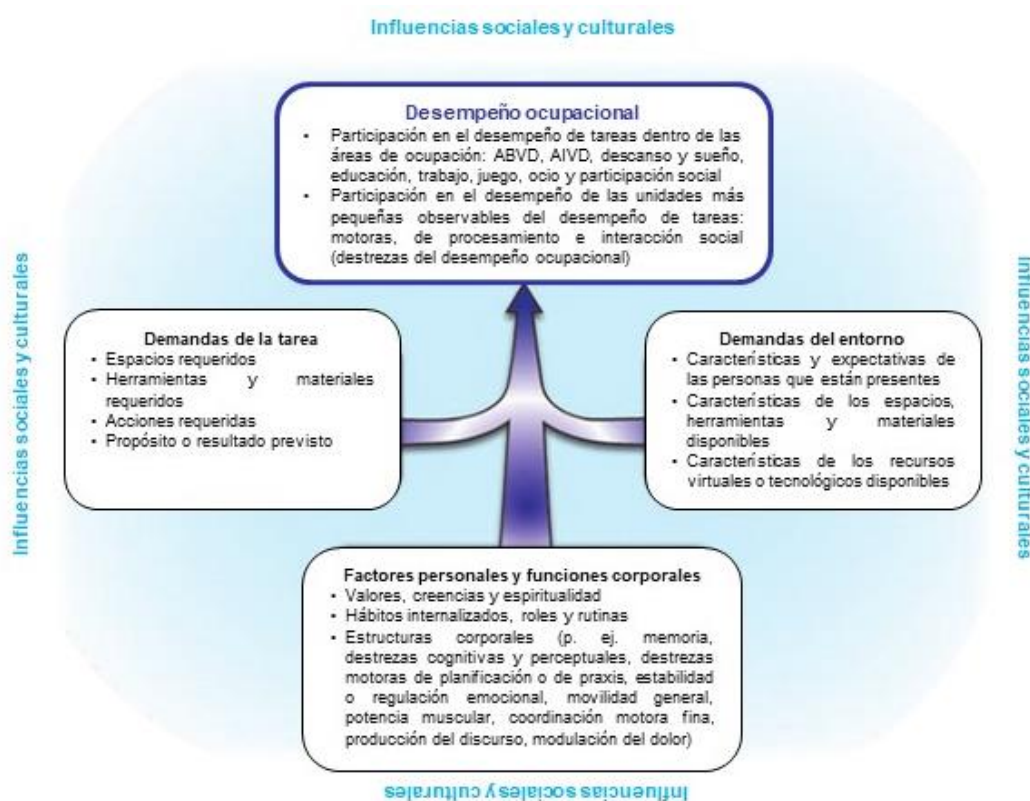 Influencias sociales y culturales
Desempeño ocupacional
• Participación en el desempeño de tareas dentro de las
áreas de ocupación: ABVD, AIVD, descanso y sueño,
educación, trabajo, juego, ocio y participación social
• Participación en el desempeño de las unidades más
pequeñas observables del desempeño de tareas:
motoras, de procesamiento e interacción social
(destrezas del desempeño ocupacional)
Influencias sociales y culturales
Influencias sociales y culturales
Demandas de la tarea
• Espacios requeridos
• Herramientas y materiales
requeridos
• Acciones requeridas
• Propósito o resultado previsto
Demandas del entorno
• Características y expectativas de
las personas que están presentes
• Características de los espacios,
herramientas y materiales
disponibles
• Características de los recursos
virtuales o tecnológicos disponibles
Factores personales y funciones corporales
• Valores, creencias y espiritualidad
• Hábitos internalizados, roles y rutinas
• Estructuras corporales (p. ej. memoria,
destrezas cognitivas y perceptuales, destrezas
motoras de planificación o de praxis, estabilidad
o regulación emocional, movilidad general,
potencia muscular, coordinación motora fina,
producción del discurso, modulación del dolor)
Influencias sociales y culturales